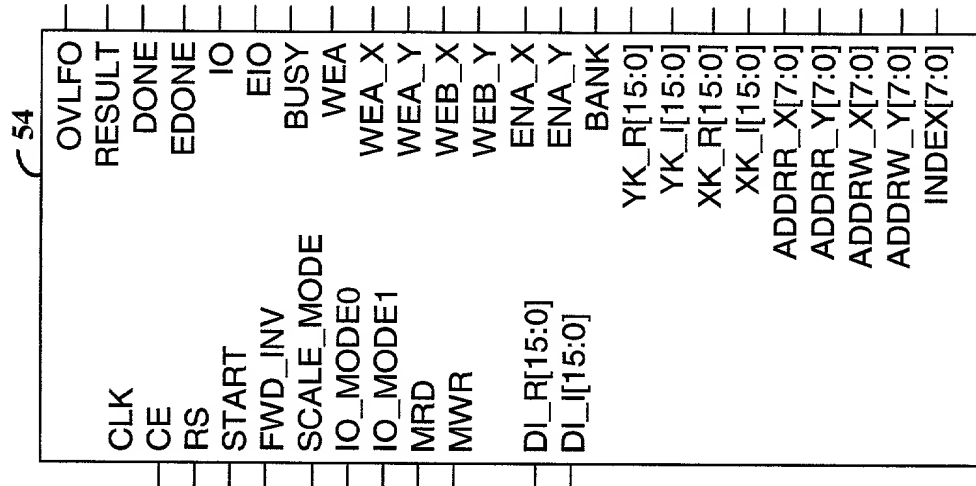 54
OVLFO
RESULT
DONE
EDONE
IO
EIO
BUSY
WEA
WEA_X
WEA_Y
WEB_X
WEB_Y
ENA_X
ENA_Y
BANK
YK_R[15:0]
YK_I[15:0]
XK_R[15:0]
XK_I[15:0]
ADDRR_X[7:0]
ADDRR_Y[7:0]
ADDRW_X[7:0]
ADDRW_Y[7:0]
INDEX[7:0]
CLK
CE
RS
START
FWD_INV
SCALE_MODE
IO_MODE0
IO_MODE1
MRD
MWR
DI_R[15:0]
DI_I[15:0]